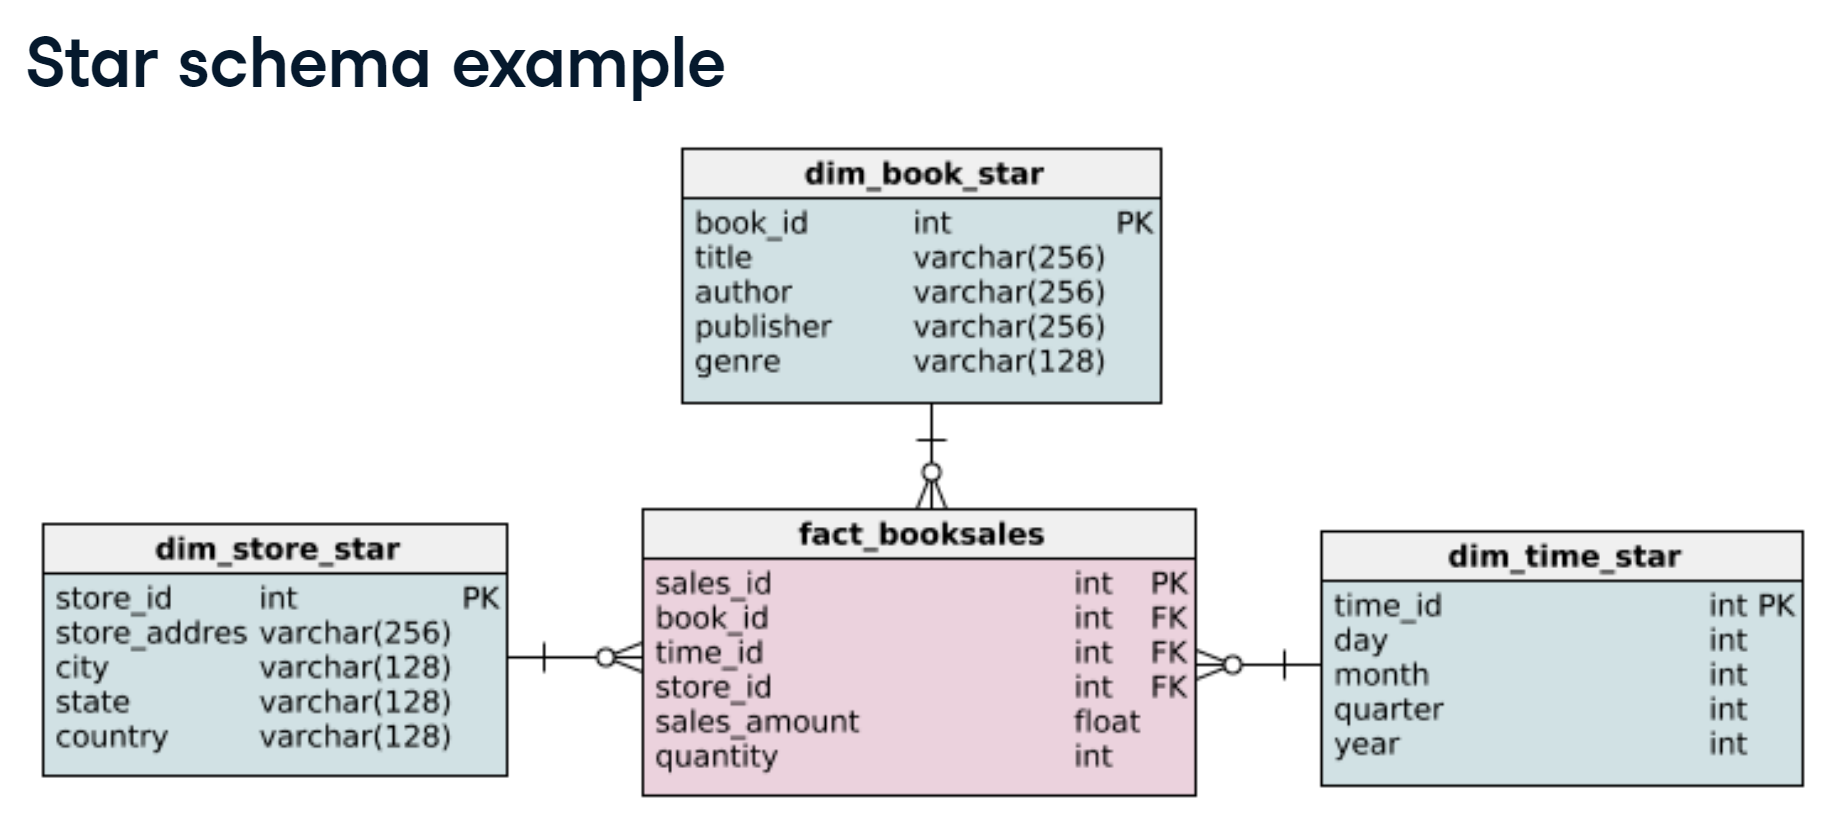 Star schema example
dim_book_star
book_id int PK
title varchar(256)
author varchar(256)
publisher varchar(256)
genre varchar(128)
dim_store_star
store_id int PK
store_addres varchar(256)
city varchar(128)
state varchar(128)
country varchar(128)
fact_booksales
sales_id int PK
book_id int FK
time_id int FK
store_id int FK
sales_amount float
quantity int
dim_time_star
time_id int PK
day int
month int
quarter int
year int